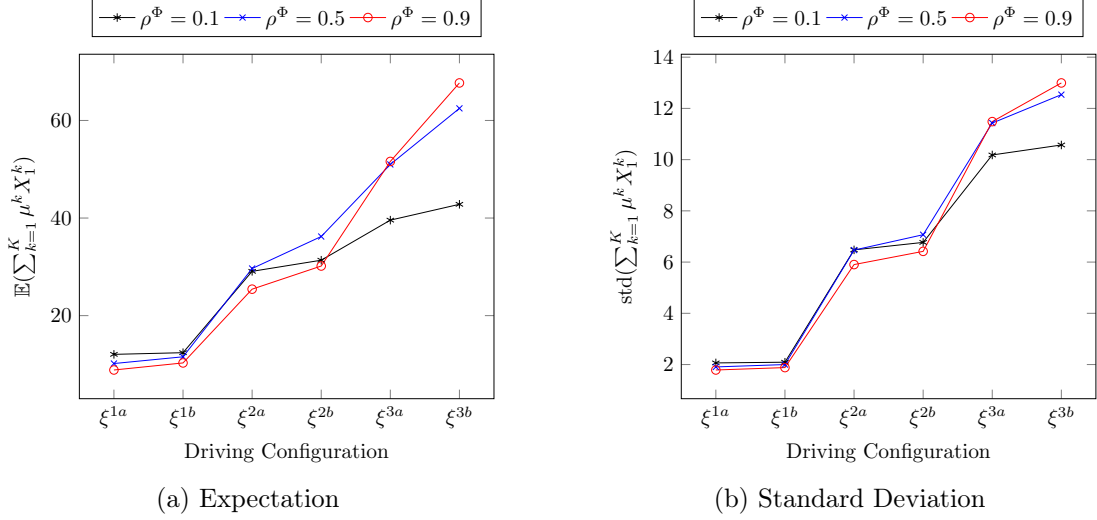 ρ^Φ = 0.1 ρ^Φ = 0.5 ρ^Φ = 0.9
60
40
20
𝔼(∑_{k=1}^K μ^k X_1^k)
ξ^{1a} ξ^{1b} ξ^{2a} ξ^{2b} ξ^{3a} ξ^{3b}
Driving Configuration
(a) Expectation
ρ^Φ = 0.1 ρ^Φ = 0.5 ρ^Φ = 0.9
14
12
10
8
6
4
2
std(∑_{k=1}^K μ^k X_1^k)
ξ^{1a} ξ^{1b} ξ^{2a} ξ^{2b} ξ^{3a} ξ^{3b}
Driving Configuration
(b) Standard Deviation